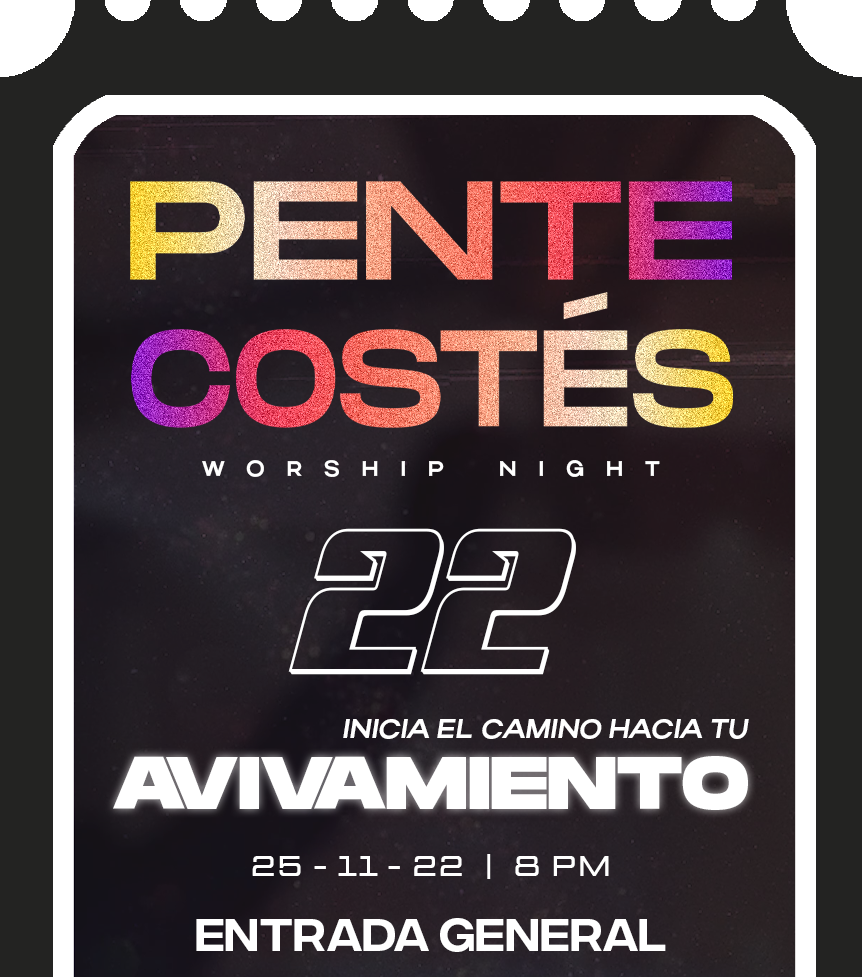 PENTE
COSTÉS
WORSHIP NIGHT
22
INICIA EL CAMINO HACIA TU
AVIVAMIENTO
25 - 11 - 22 | 8 PM
ENTRADA GENERAL